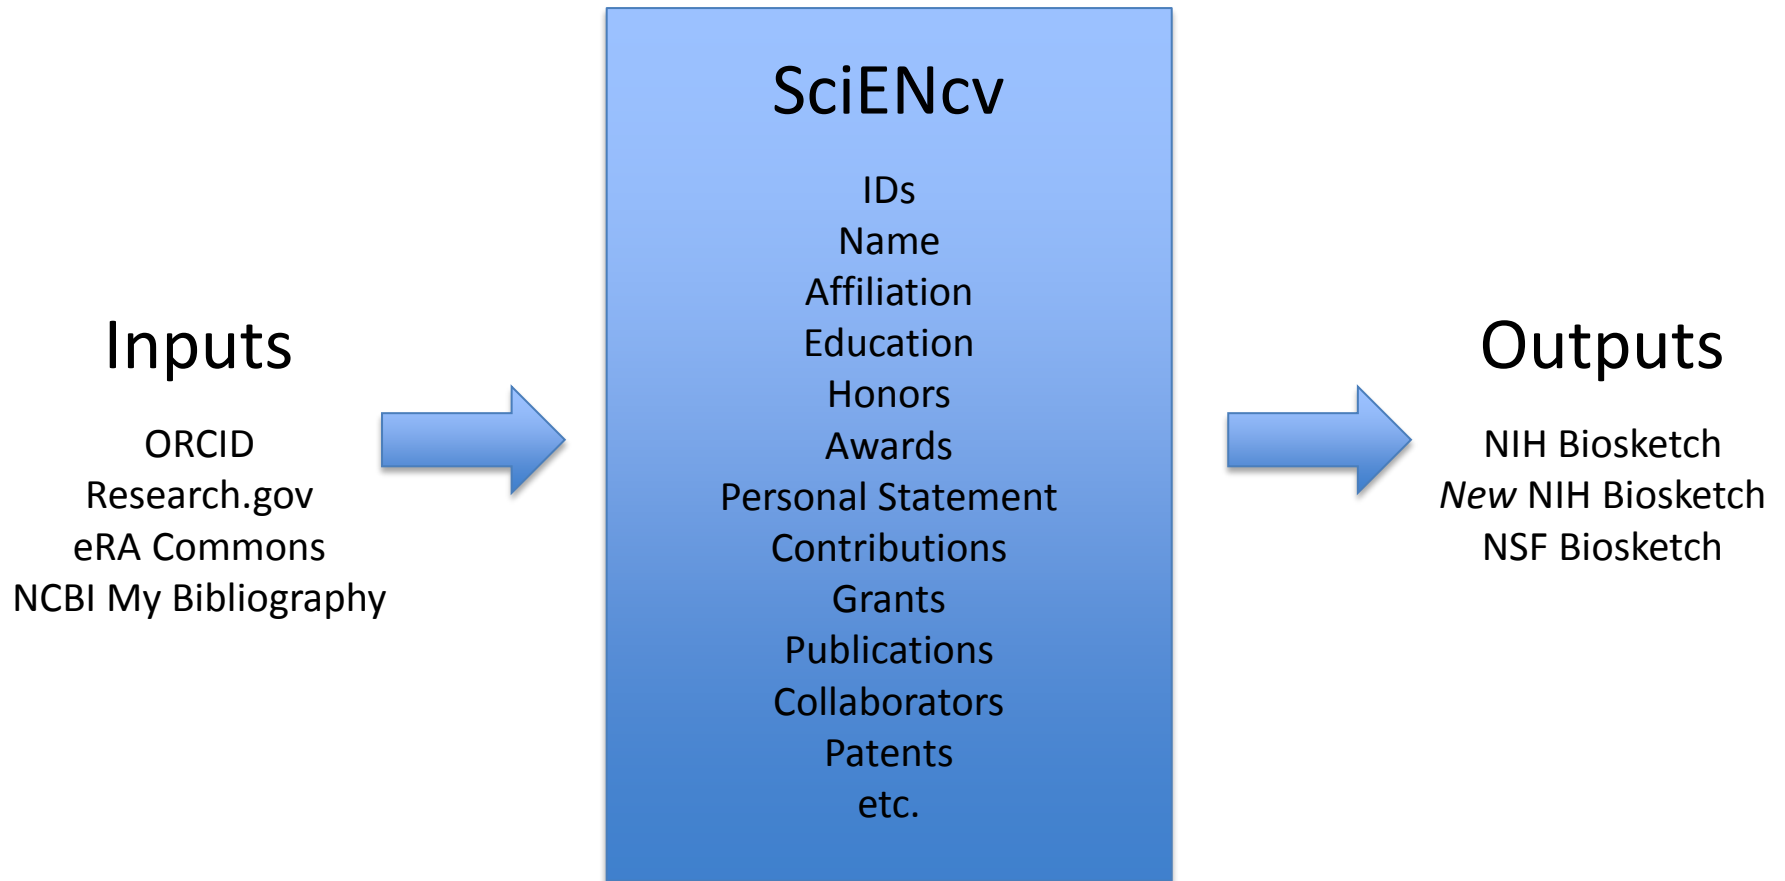 Inputs
ORCID
Research.gov
eRA Commons
NCBI My Bibliography
SciENcv
IDs
Name
Affiliation
Education
Honors
Awards
Personal Statement
Contributions
Grants
Publications
Collaborators
Patents
etc.
Outputs
NIH Biosketch
New NIH Biosketch
NSF Biosketch